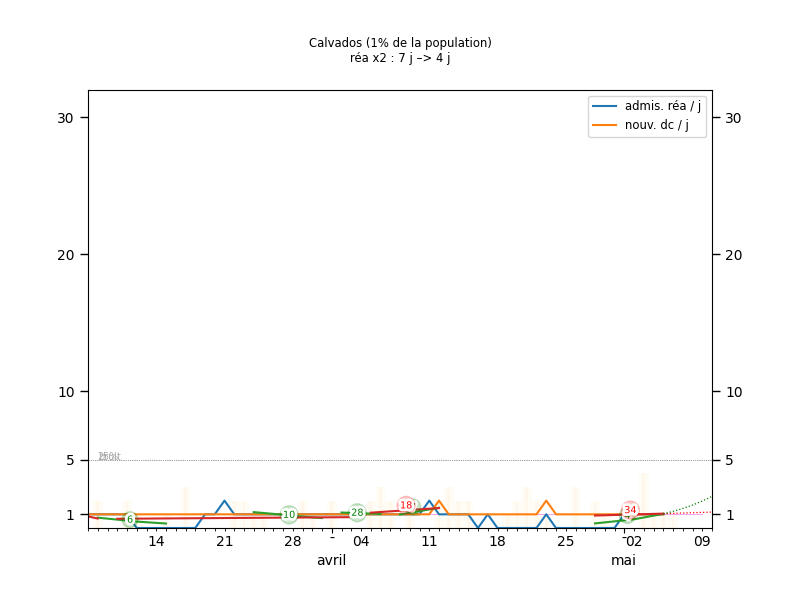 Calvados (1% de la population)
réa x2 : 7 j –> 4 j
admis. réa / j
nouv. dc / j
30 30
20 20
10 10
5 5
1 1
6 10 28 18 34
14 21 28 04 11 18 25 02 09
avril mai